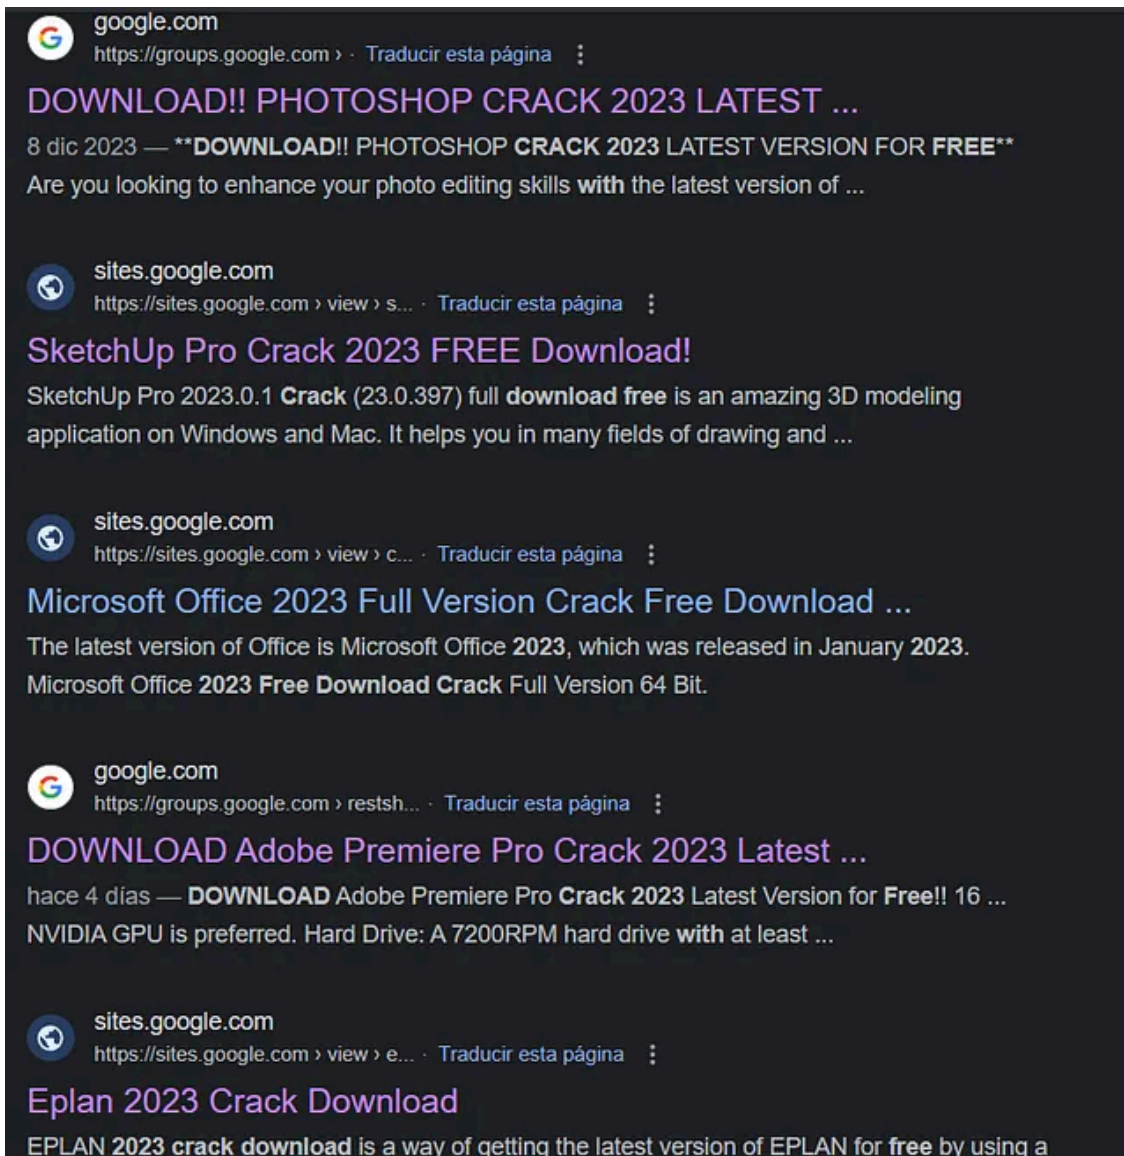 google.com
https://groups.google.com › · Traducir esta página
DOWNLOAD!! PHOTOSHOP CRACK 2023 LATEST ...
8 dic 2023 — **DOWNLOAD!! PHOTOSHOP CRACK 2023 LATEST VERSION FOR FREE**
Are you looking to enhance your photo editing skills with the latest version of ...
sites.google.com
https://sites.google.com › view › s... · Traducir esta página
SketchUp Pro Crack 2023 FREE Download!
SketchUp Pro 2023.0.1 Crack (23.0.397) full download free is an amazing 3D modeling
application on Windows and Mac. It helps you in many fields of drawing and ...
sites.google.com
https://sites.google.com › view › c... · Traducir esta página
Microsoft Office 2023 Full Version Crack Free Download ...
The latest version of Office is Microsoft Office 2023, which was released in January 2023.
Microsoft Office 2023 Free Download Crack Full Version 64 Bit.
google.com
https://groups.google.com › restsh... · Traducir esta página
DOWNLOAD Adobe Premiere Pro Crack 2023 Latest ...
hace 4 días — DOWNLOAD Adobe Premiere Pro Crack 2023 Latest Version for Free!! 16 ...
NVIDIA GPU is preferred. Hard Drive: A 7200RPM hard drive with at least ...
sites.google.com
https://sites.google.com › view › e... · Traducir esta página
Eplan 2023 Crack Download
EPLAN 2023 crack download is a way of getting the latest version of EPLAN for free by using a